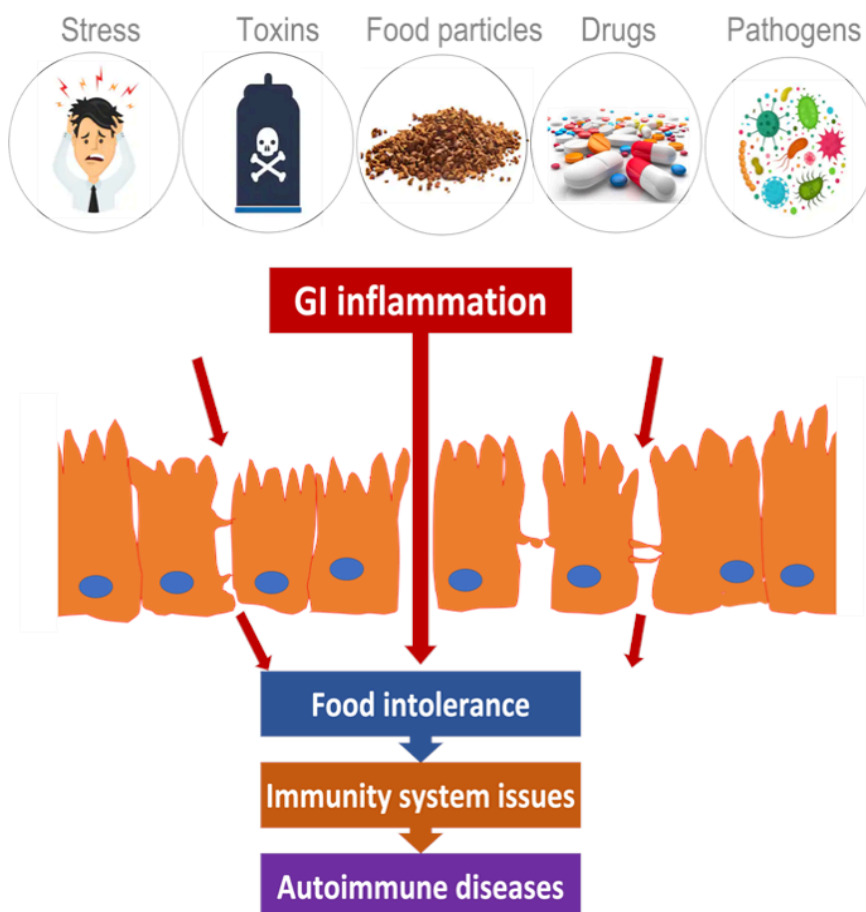 Stress Toxins Food particles Drugs Pathogens
GI inflammation
Food intolerance
Immunity system issues
Autoimmune diseases